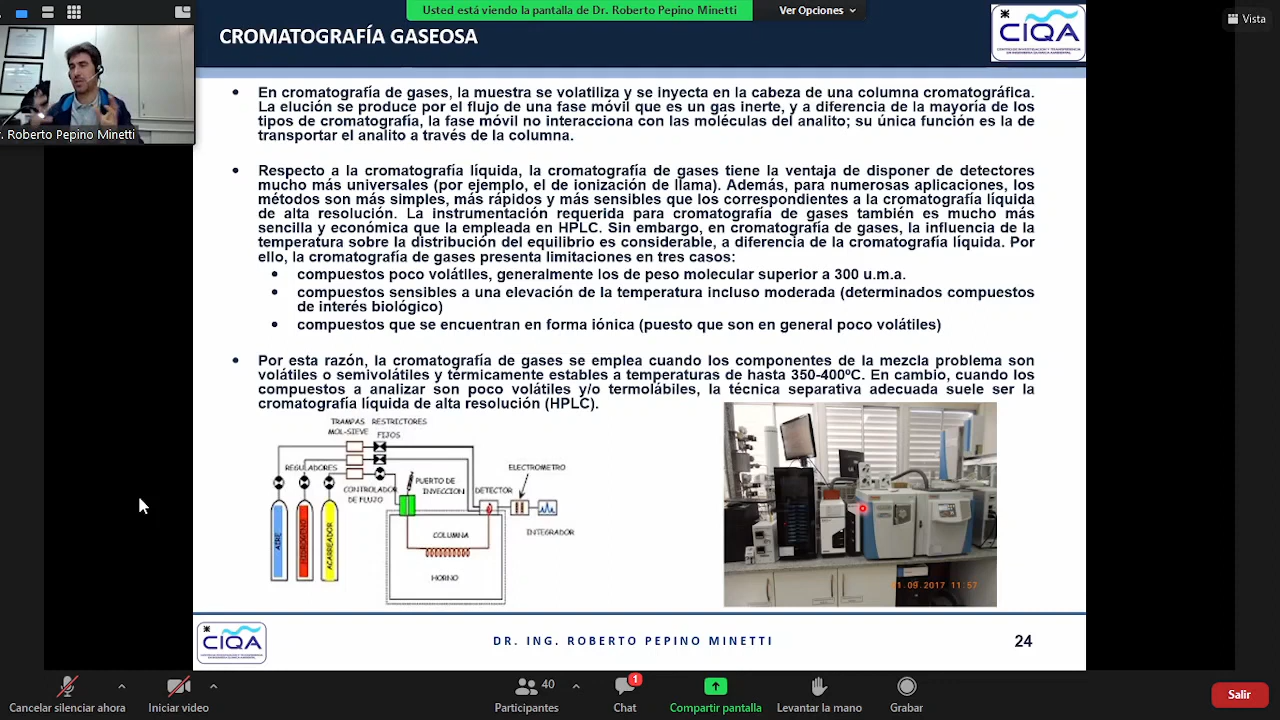 Usted está viendo la pantalla de Dr. Roberto Pepino Minetti
Ver Opciones
Vista
CROMATOGRAFÍA GASEOSA
CIQA
r. Roberto Pepino Minetti
En cromatografía de gases, la muestra se volatiliza y se inyecta en la cabeza de una columna cromatográfica.
La elución se produce por el flujo de una fase móvil que es un gas inerte, y a diferencia de la mayoría de los
tipos de cromatografía, la fase móvil no interacciona con las moléculas del analito; su única función es la de
transportar el analito a través de la columna.
Respecto a la cromatografía líquida, la cromatografía de gases tiene la ventaja de disponer de detectores
mucho más universales (por ejemplo, el de ionización de llama). Además, para numerosas aplicaciones, los
métodos son más simples, más rápidos y más sensibles que los correspondientes a la cromatografía líquida
de alta resolución. La instrumentación requerida para cromatografía de gases también es mucho más
sencilla y económica que la empleada en HPLC. Sin embargo, en cromatografía de gases, la influencia de la
temperatura sobre la distribución del equilibrio es considerable, a diferencia de la cromatografía líquida. Por
ello, la cromatografía de gases presenta limitaciones en tres casos:
compuestos poco volátiles, generalmente los de peso molecular superior a 300 u.m.a.
compuestos sensibles a una elevación de la temperatura incluso moderada (determinados compuestos
de interés biológico)
compuestos que se encuentran en forma iónica (puesto que son en general poco volátiles)
Por esta razón, la cromatografía de gases se emplea cuando los componentes de la mezcla problema son
volátiles o semivolátiles y térmicamente estables a temperaturas de hasta 350-400ºC. En cambio, cuando los
compuestos a analizar son poco volátiles y/o termolábiles, la técnica separativa adecuada suele ser la
cromatografía líquida de alta resolución (HPLC).
TRAMPAS RESTRICTORES
MOL-SIEVE FIJOS
REGULADORES
CONTROLADOR
DE FLUJO
PUERTO DE
INYECCION
DETECTOR
ELECTROMETRO
INTEGRADOR
COLUMNA
HORNO
AIRE
ACARREADOR
.09.2017 11:57
CIQA
DR. ING. ROBERTO PEPINO MINETTI
24
Cancelar silenciar ahora
Iniciar video
40
Participantes
1
Chat
Compartir pantalla
Levantar la mano
Grabar
Salir